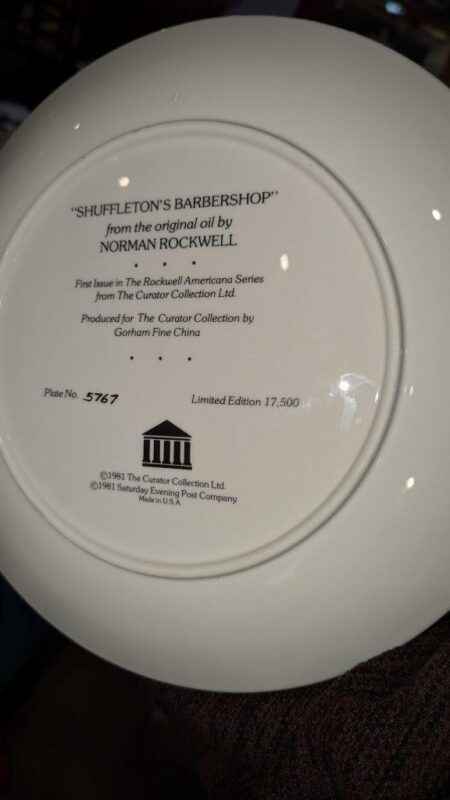 "SHUFFLETON'S BARBERSHOP"
from the original oil by
NORMAN ROCKWELL
• • •
First Issue in The Rockwell Americana Series
from The Curator Collection Ltd.
Produced for The Curator Collection by
Gorham Fine China
• • •
Plate No. 5767 Limited Edition 17,500
©1981 The Curator Collection Ltd.
©1981 Saturday Evening Post Company
Made in U.S.A.